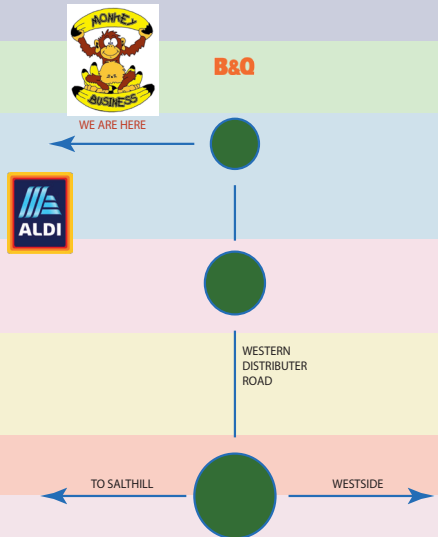 MONKEY
BUSINESS
B&Q
WE ARE HERE
ALDI
WESTERN
DISTRIBUTER
ROAD
TO SALTHILL
WESTSIDE